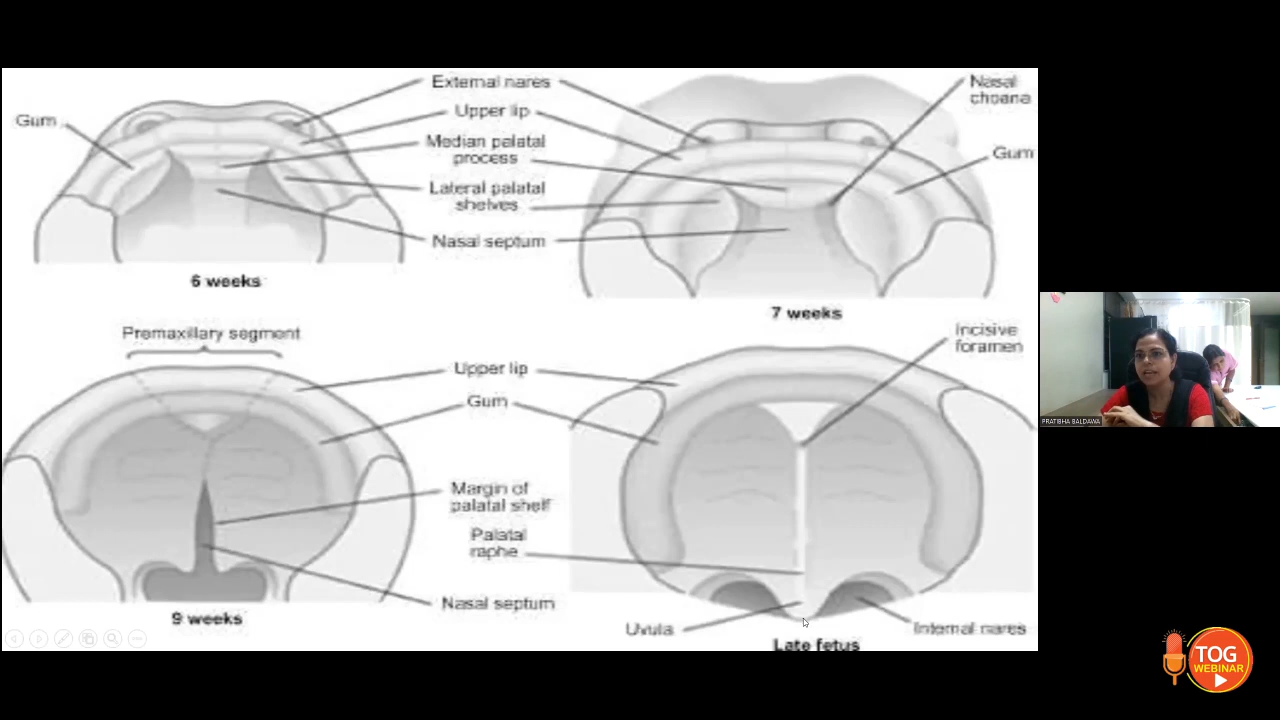 External nares
Nasal
choana
Gum
Upper lip
Median palatal
process
Gum
Lateral palatal
shelves
Nasal septum
6 weeks
7 weeks
Premaxillary segment
Incisive
foramen
Upper lip
Gum
Margin of
palatal shelf
Palatal
raphe
Nasal septum
9 weeks
Uvula
Internal nares
Late fetus
PRATIBHA BALDAWA
TOG
WEBINAR